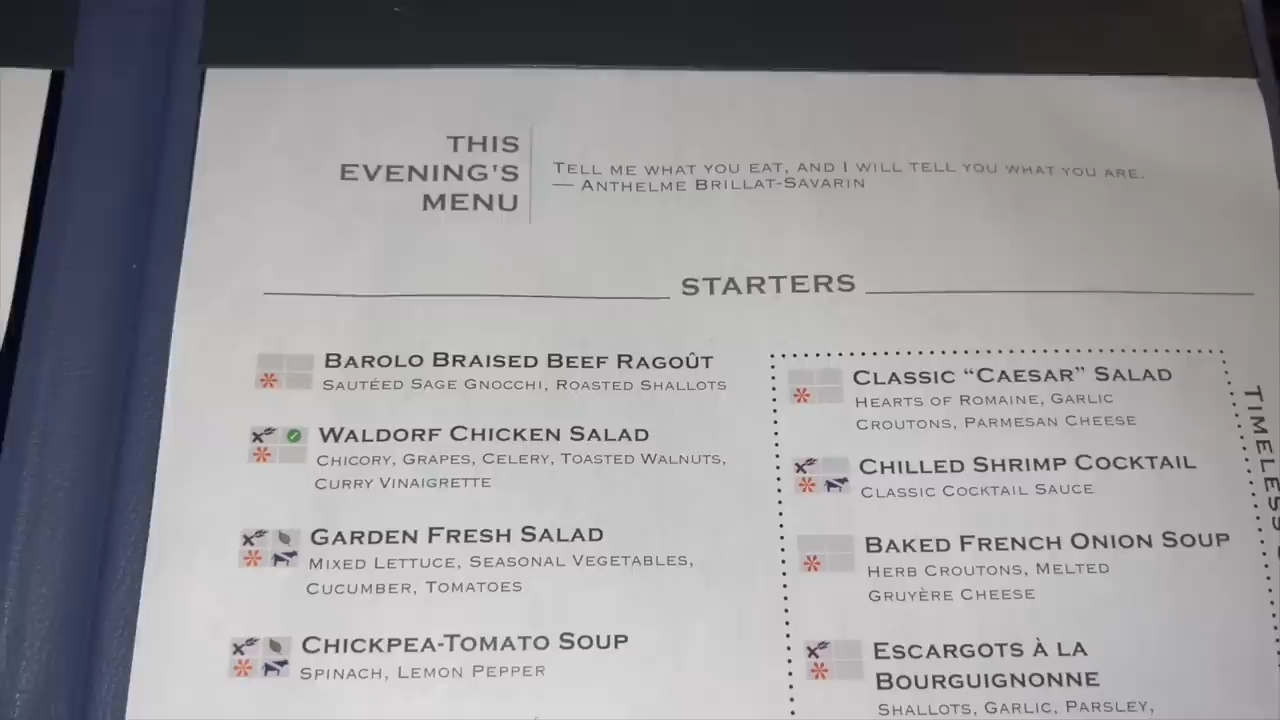 THIS
EVENING'S
MENU
TELL ME WHAT YOU EAT, AND I WILL TELL YOU WHAT YOU ARE.
— ANTHELME BRILLAT-SAVARIN
STARTERS
BAROLO BRAISED BEEF RAGOÛT
SAUTÉED SAGE GNOCCHI, ROASTED SHALLOTS
WALDORF CHICKEN SALAD
CHICORY, GRAPES, CELERY, TOASTED WALNUTS,
CURRY VINAIGRETTE
GARDEN FRESH SALAD
MIXED LETTUCE, SEASONAL VEGETABLES,
CUCUMBER, TOMATOES
CHICKPEA-TOMATO SOUP
SPINACH, LEMON PEPPER
CLASSIC “CAESAR” SALAD
HEARTS OF ROMAINE, GARLIC
CROUTONS, PARMESAN CHEESE
CHILLED SHRIMP COCKTAIL
CLASSIC COCKTAIL SAUCE
BAKED FRENCH ONION SOUP
HERB CROUTONS, MELTED
GRUYÈRE CHEESE
ESCARGOTS À LA
BOURGUIGNONNE
SHALLOTS, GARLIC, PARSLEY,
TIMELESS